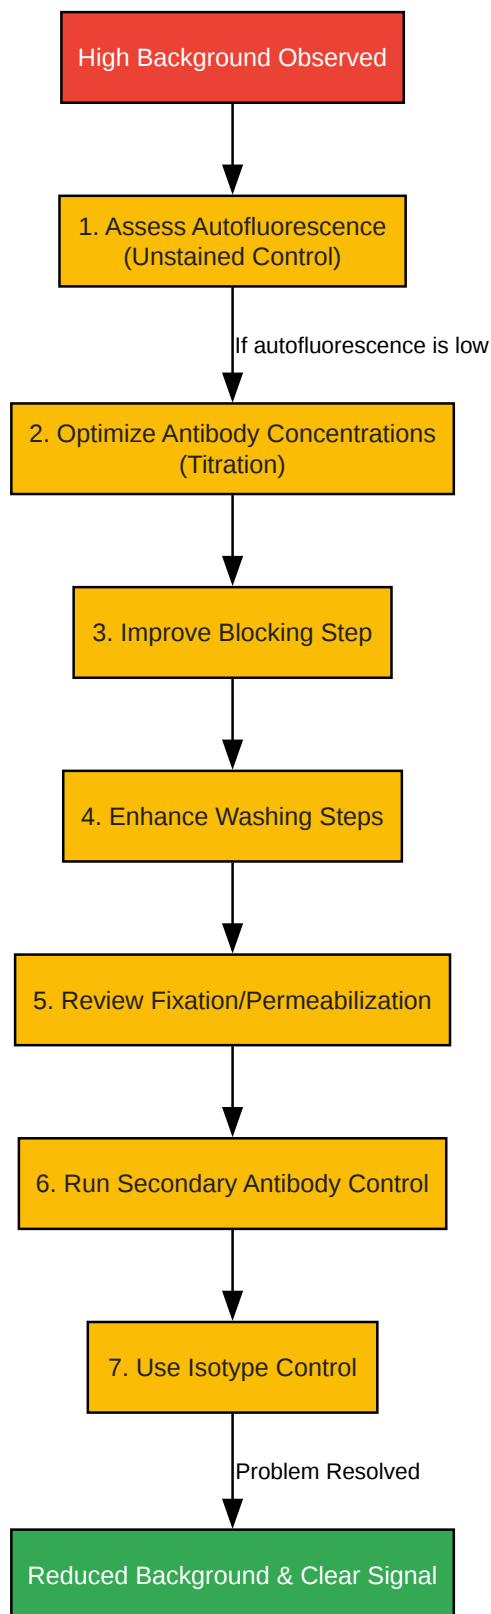 High Background Observed
1. Assess Autofluorescence
(Unstained Control)
If autofluorescence is low
2. Optimize Antibody Concentrations
(Titration)
3. Improve Blocking Step
4. Enhance Washing Steps
5. Review Fixation/Permeabilization
6. Run Secondary Antibody Control
7. Use Isotype Control
Problem Resolved
Reduced Background & Clear Signal